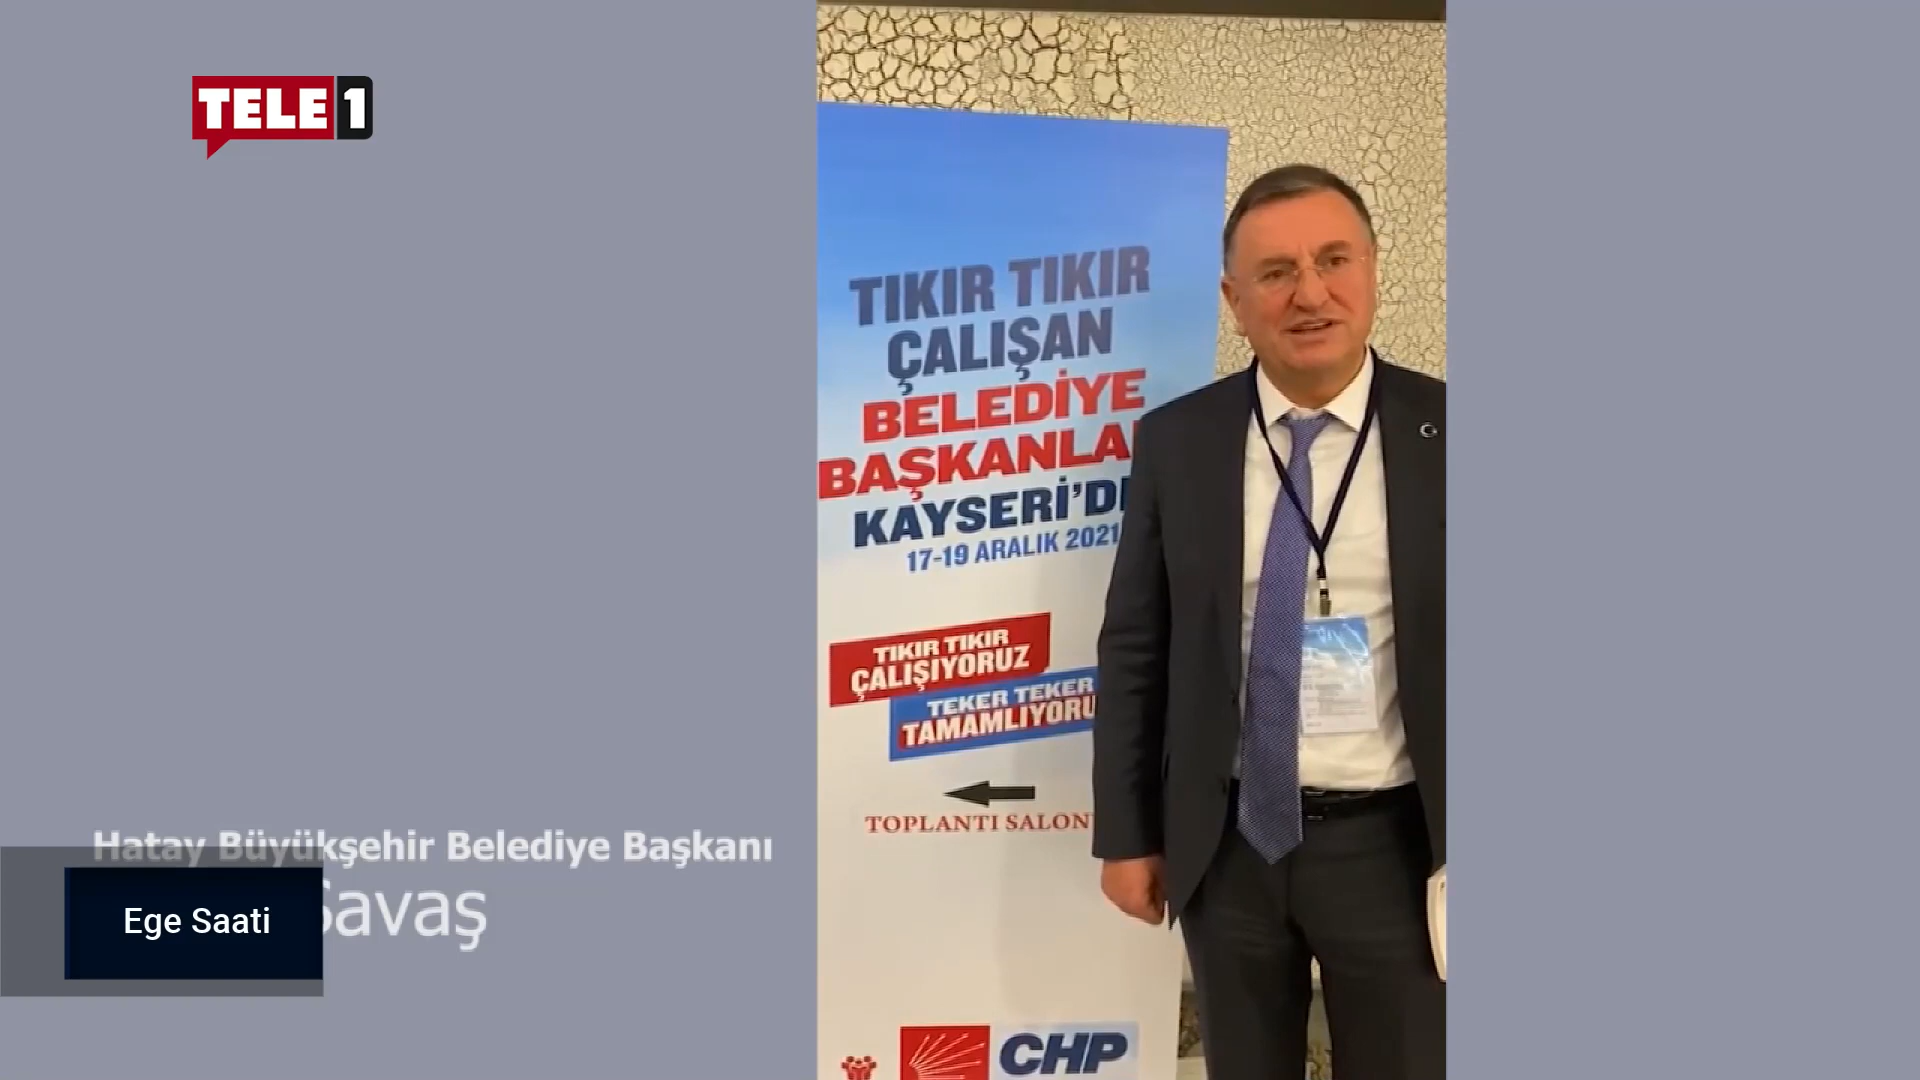 TELE1
TIKIR TIKIR
ÇALIŞAN
BELEDİYE
BAŞKANLA
KAYSERİ'D
17-19 ARALIK 2021
TIKIR TIKIR
ÇALIŞIYORUZ
TEKER TEKER
TAMAMLIYORU
TOPLANTI SALON
CHP
Hatay Büyükşehir Belediye Başkanı
Savaş
Ege Saati